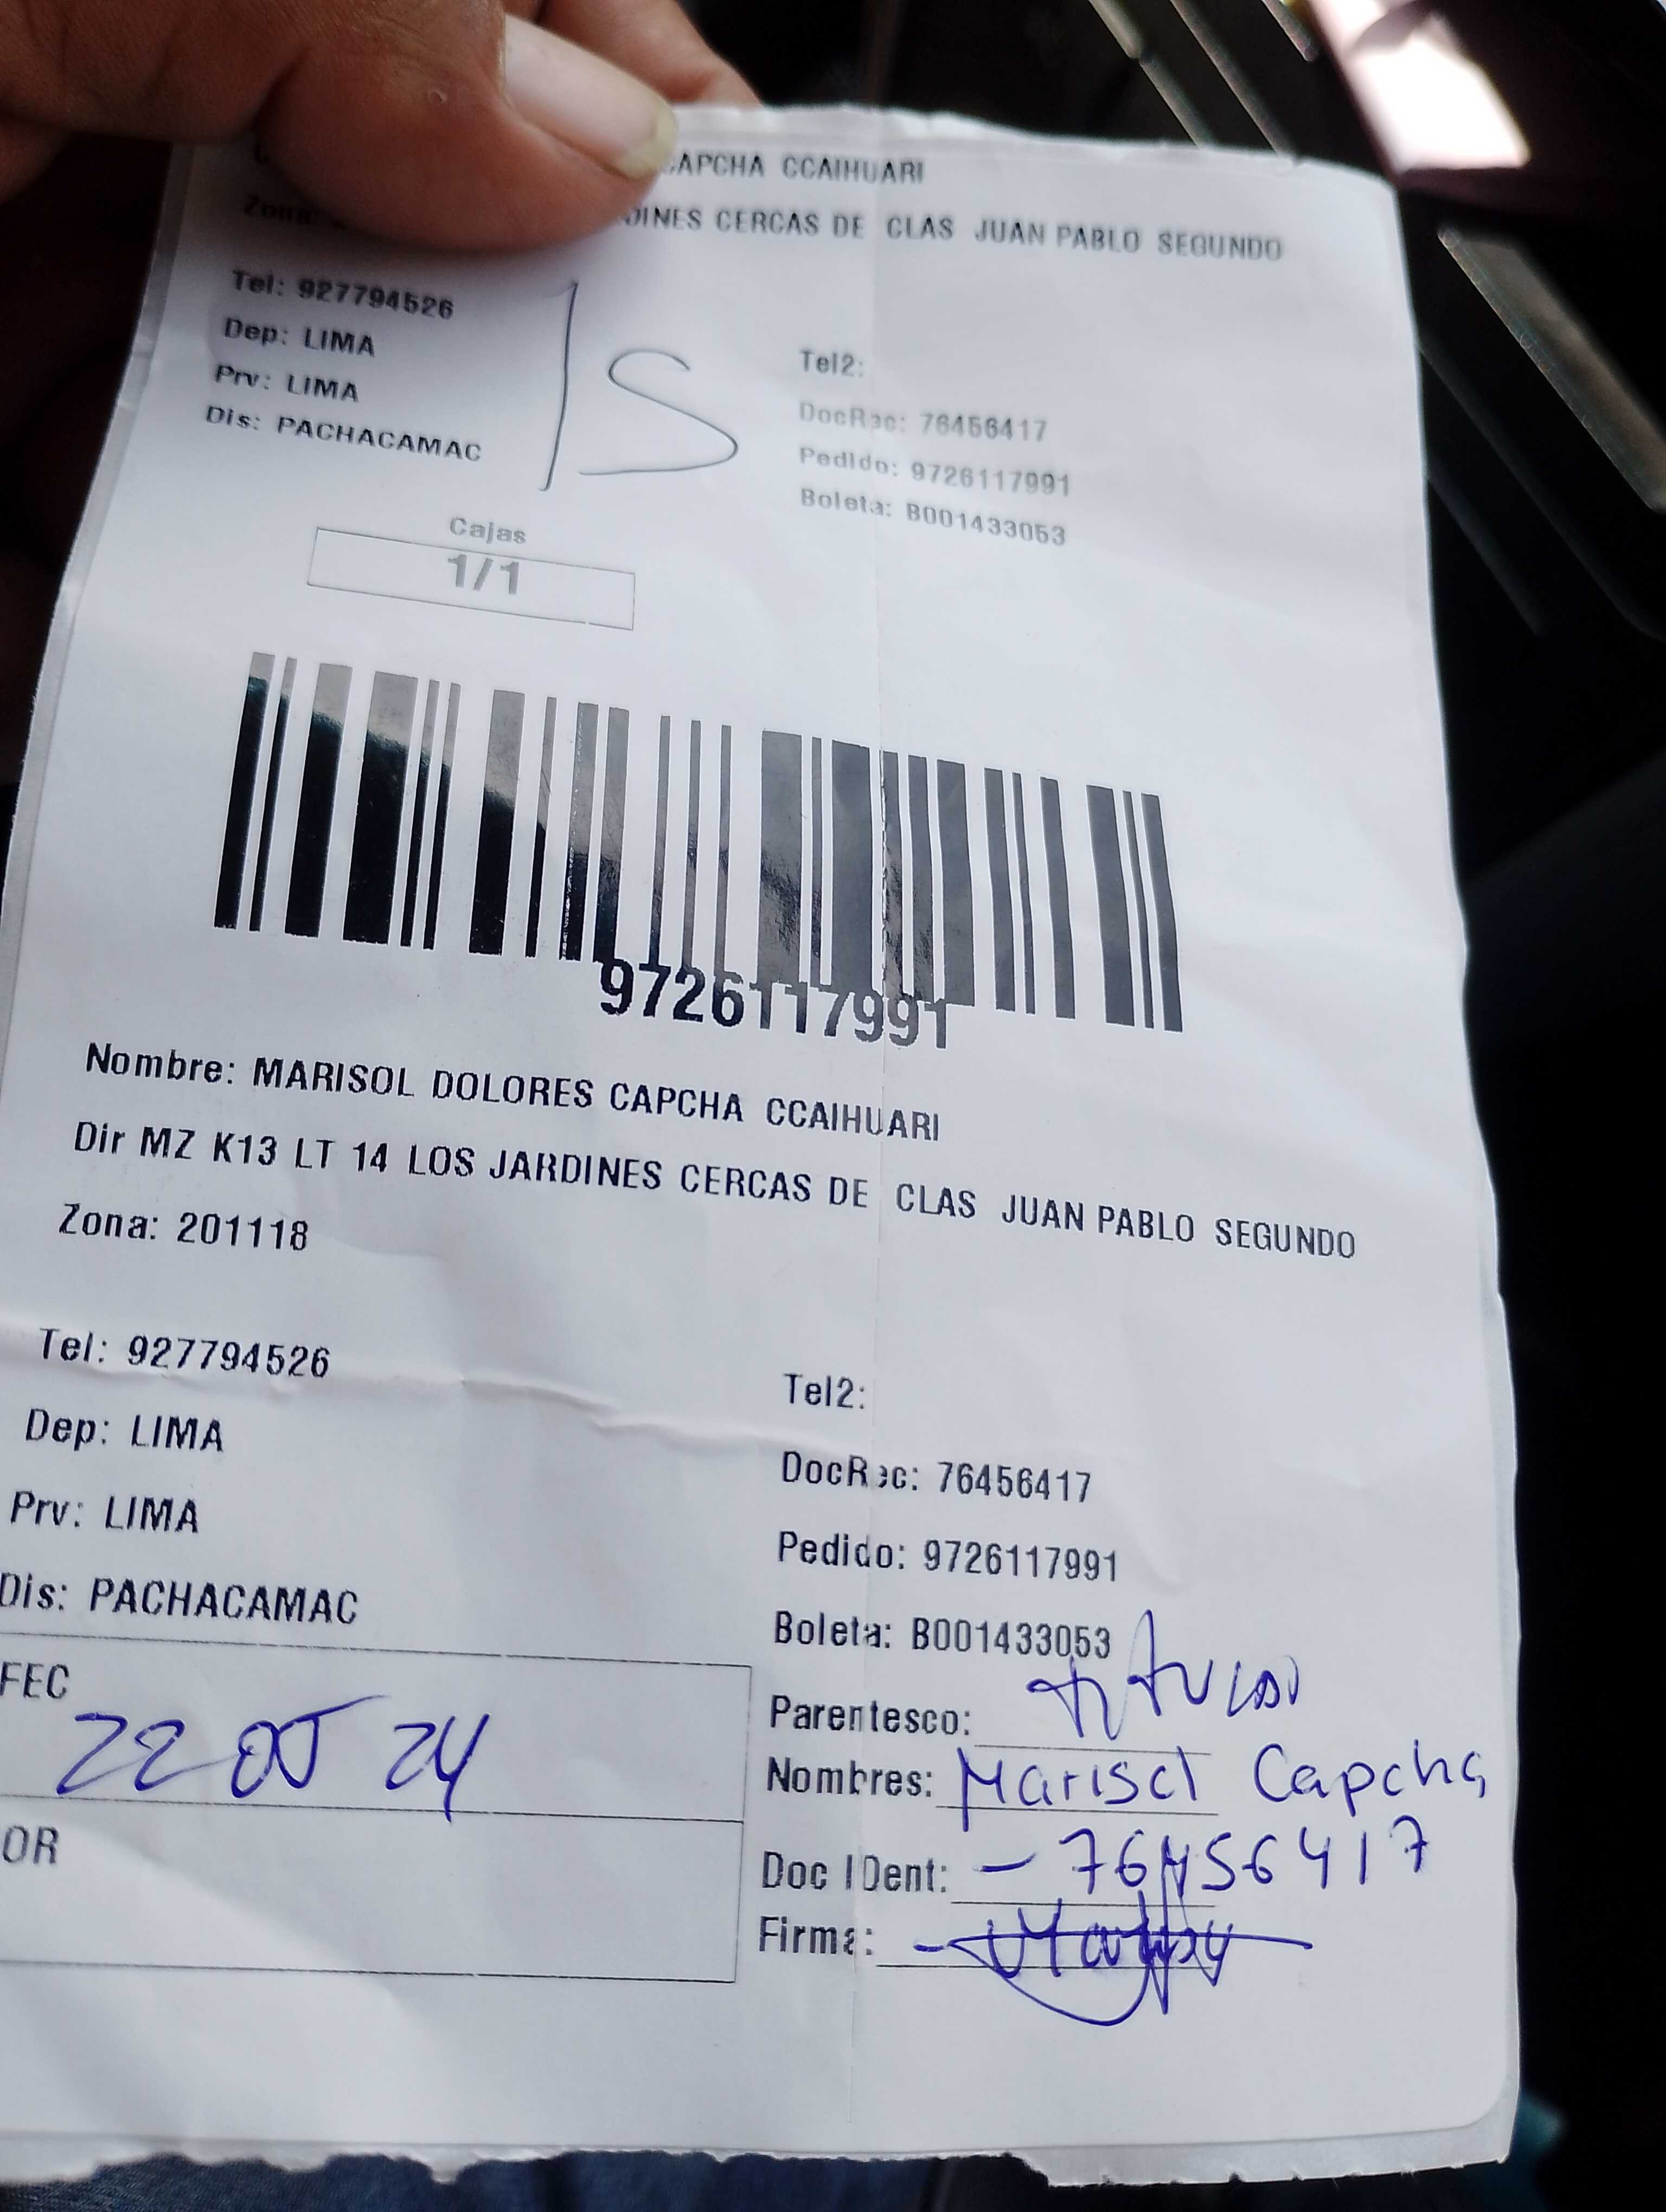 CAPCHA CCAIHUARI
Zona:
DINES CERCAS DE CLAS JUAN PABLO SEGUNDO
Tel: 927794526
Dep: LIMA
Prv: LIMA
Dis: PACHACAMAC
Tel2:
DocRec: 76456417
Pedido: 9726117991
Boleta: B001433053
Cajas
1/1
9726117991
Nombre: MARISOL DOLORES CAPCHA CCAIHUARI
Dir MZ K13 LT 14 LOS JARDINES CERCAS DE CLAS JUAN PABLO SEGUNDO
Zona: 201118
Tel: 927794526
Dep: LIMA
Prv: LIMA
Dis: PACHACAMAC
Tel2:
DocRec: 76456417
Pedido: 9726117991
Boleta: B001433053
FEC
22 05 24
OR
Parentesco: titular
Nombres: Marisol Capcha
Doc IDent: - 76456417
Firma: